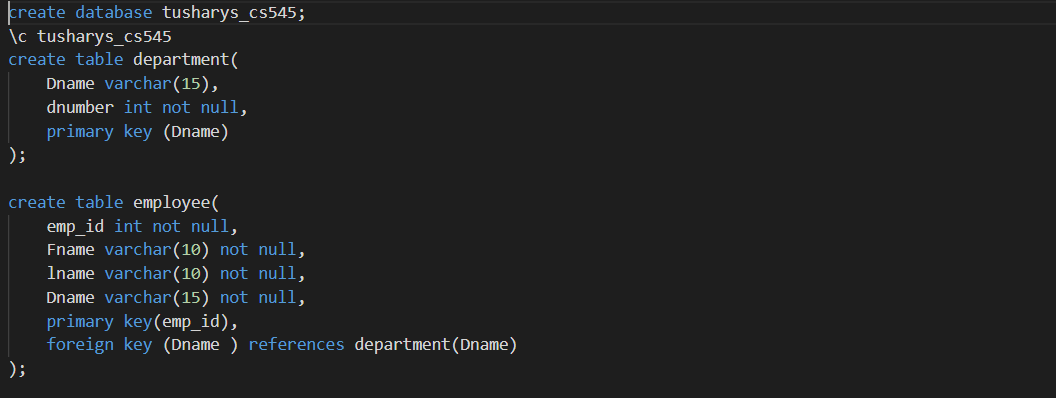 create database tusharys_cs545;
\c tusharys_cs545
create table department(
    Dname varchar(15),
    dnumber int not null,
    primary key (Dname)
);

create table employee(
    emp_id int not null,
    Fname varchar(10) not null,
    lname varchar(10) not null,
    Dname varchar(15) not null,
    primary key(emp_id),
    foreign key (Dname ) references department(Dname)
);